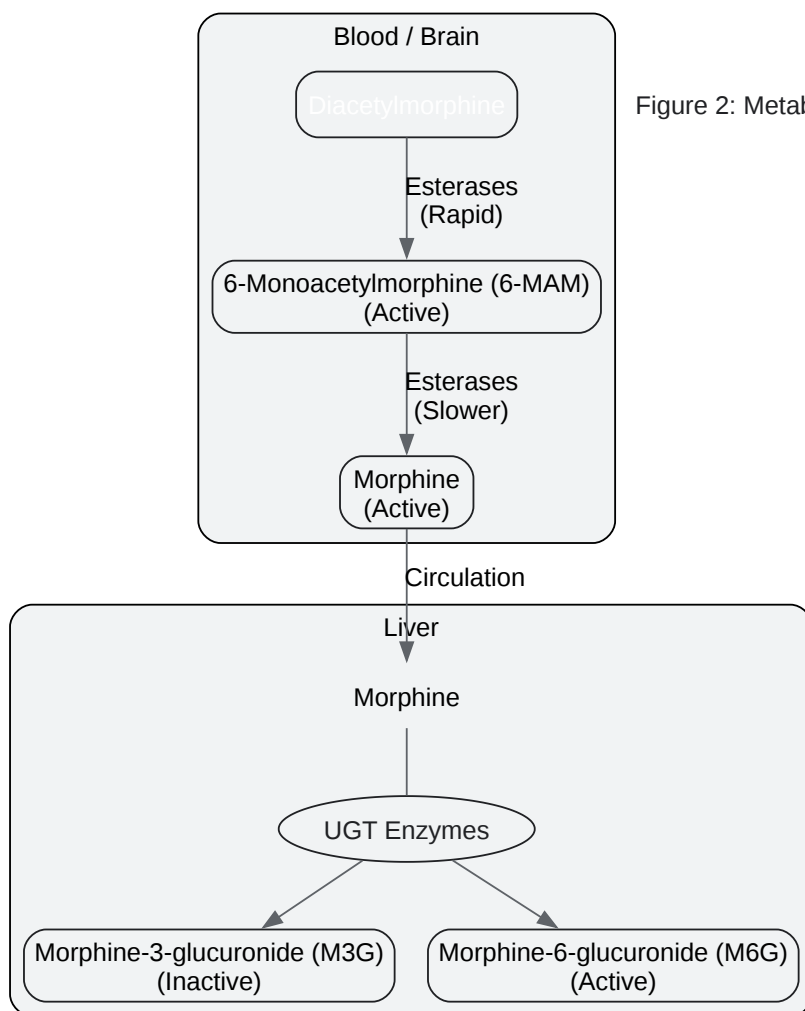 Blood / Brain
Diacetylmorphine
Figure 2: Metab
Esterases
(Rapid)
6-Monoacetylmorphine (6-MAM)
(Active)
Esterases
(Slower)
Morphine
(Active)
Circulation
Liver
Morphine
UGT Enzymes
Morphine-3-glucuronide (M3G)
(Inactive)
Morphine-6-glucuronide (M6G)
(Active)